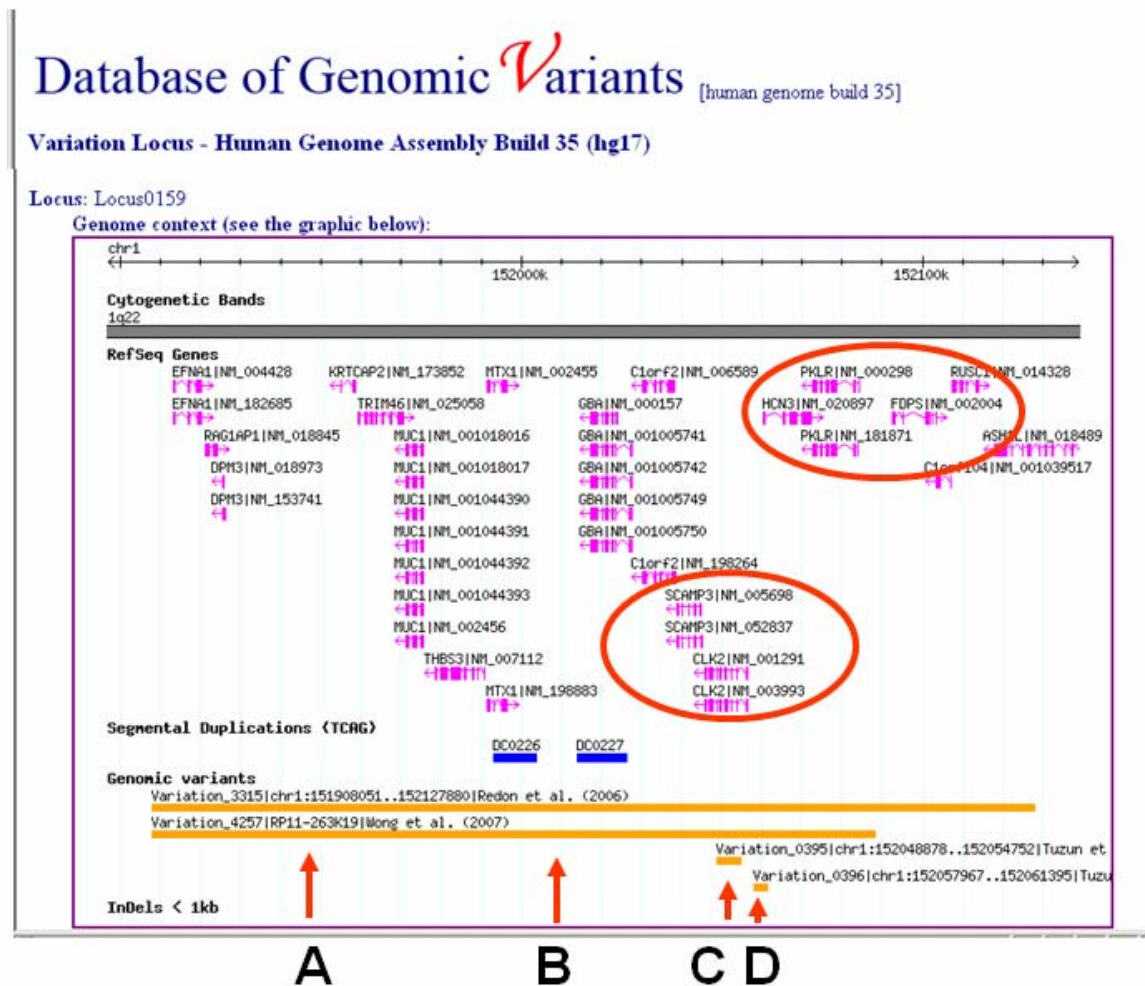 Database of Genomic Variants [human genome build 35]
Variation Locus - Human Genome Assembly Build 35 (hg17)
Locus: Locus0159
Genome context (see the graphic below):
chr1
152000k 152100k
Cytogenetic Bands
1q22
RefSeq Genes
EFNA1|NM_004428 KRTCAP2|NM_173852 MTX1|NM_002455 C1orf2|NM_006589 PKLR|NM_000298 RUSC1|NM_014328
EFNA1|NM_182685 TRIM46|NM_025058 GBA|NM_000157 HCN3|NM_020897 FDPS|NM_002004
RAG1AP1|NM_018845 MUC1|NM_001018016 GBA|NM_001005741 PKLR|NM_181871 ASH1L|NM_018489
DPM3|NM_018973 MUC1|NM_001018017 GBA|NM_001005742 C1orf104|NM_001039517
DPM3|NM_153741 MUC1|NM_001044390 GBA|NM_001005749
MUC1|NM_001044391 GBA|NM_001005750
MUC1|NM_001044392 C1orf2|NM_198264
MUC1|NM_001044393 SCAMP3|NM_005698
MUC1|NM_002456 SCAMP3|NM_052837
THBS3|NM_007112 CLK2|NM_001291
MTX1|NM_198883 CLK2|NM_003993
Segmental Duplications (TCAG)
DC0226 DC0227
Genomic variants
Variation_3315|chr1:151908051..152127880|Redon et al. (2006)
Variation_4257|RP11-263K19|Wong et al. (2007)
Variation_0395|chr1:152048878..152054752|Tuzun et
Variation_0396|chr1:152057967..152061395|Tuzu
InDels < 1kb
A B C D